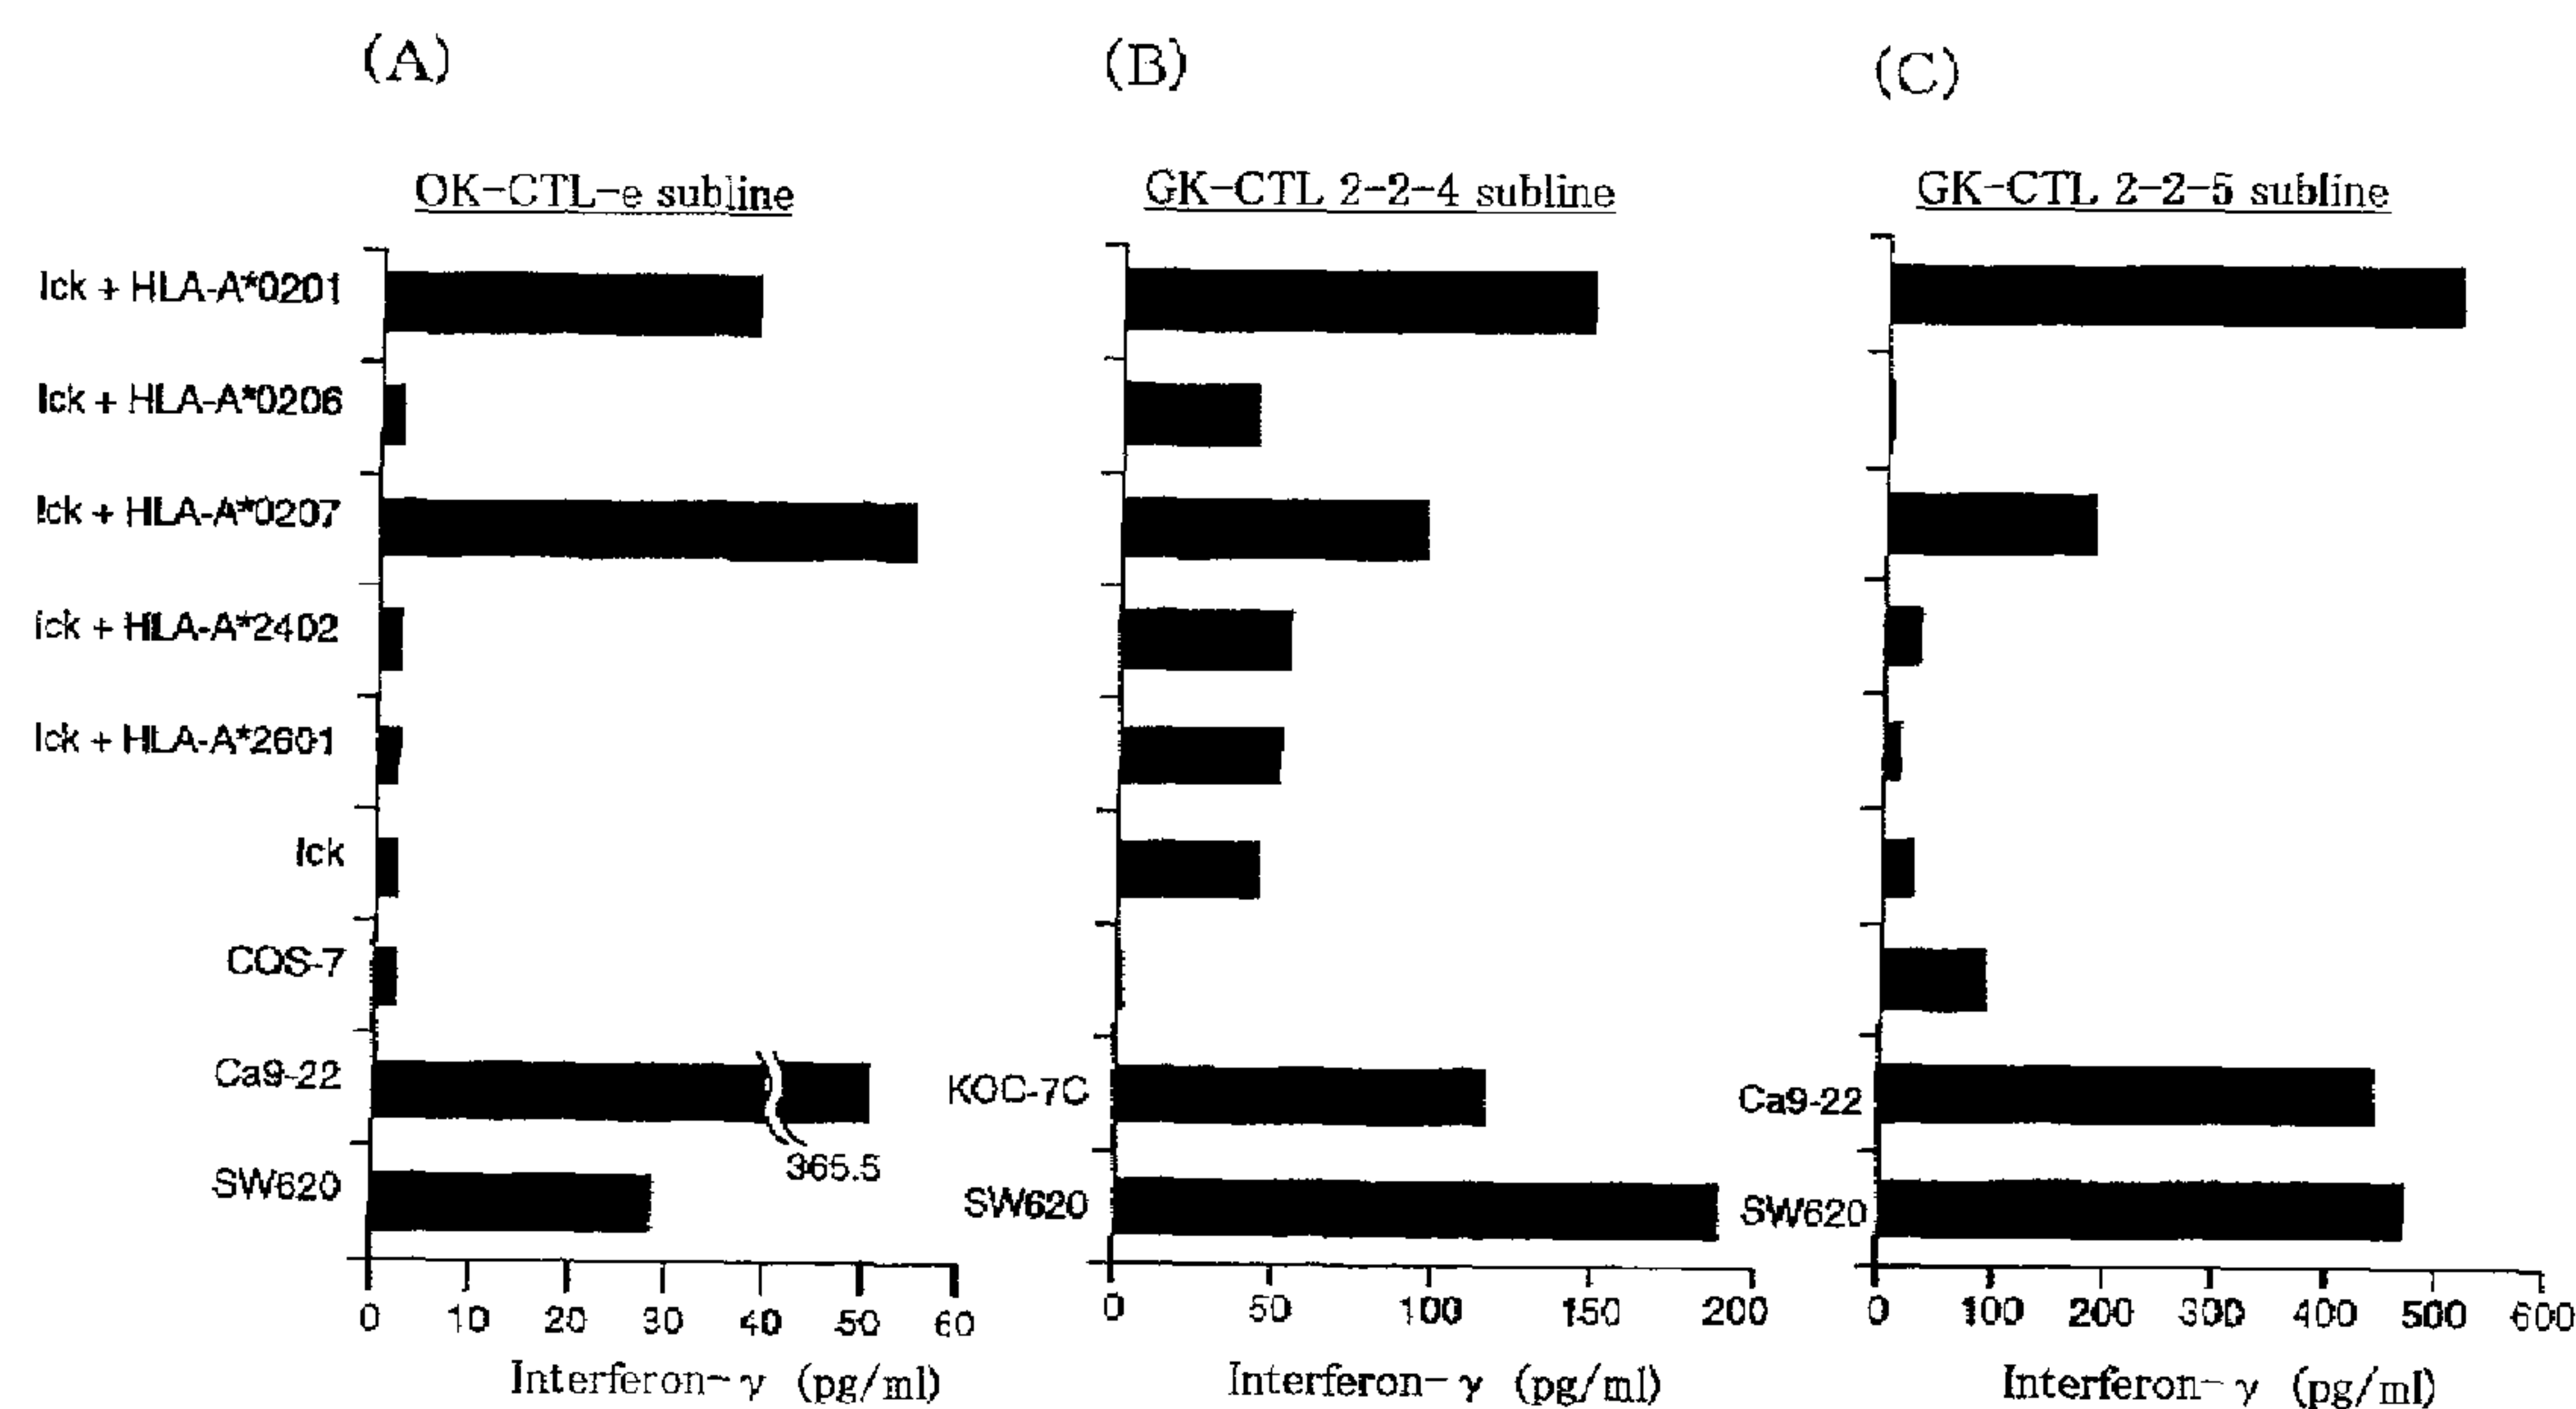 (A)
(B)
(C)
OK-CTL-e subline
GK-CTL 2-2-4 subline
GK-CTL 2-2-5 subline
lck + HLA-A*0201
lck + HLA-A*0206
lck + HLA-A*0207
lck + HLA-A*2402
lck + HLA-A*2601
lck
COS-7
Ca9-22
SW620
365.5
KOC-7C
SW620
Ca9-22
SW620
0 10 20 30 40 50 60
0 50 100 150 200
0 100 200 300 400 500 600
Interferon-γ (pg/ml)
Interferon-γ (pg/ml)
Interferon-γ (pg/ml)